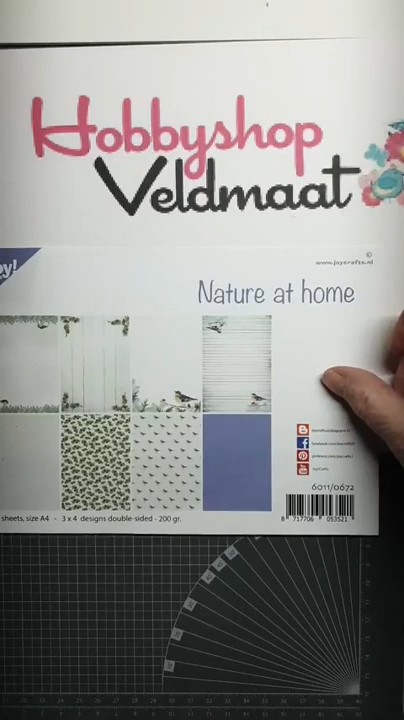 Hobbyshop
Veldmaat
©
www.joycrafts.nl
oy!
Nature at home
6011/0672
sheets, size A4 - 3 x 4 designs double-sided - 200 gr.
8 717706 053521